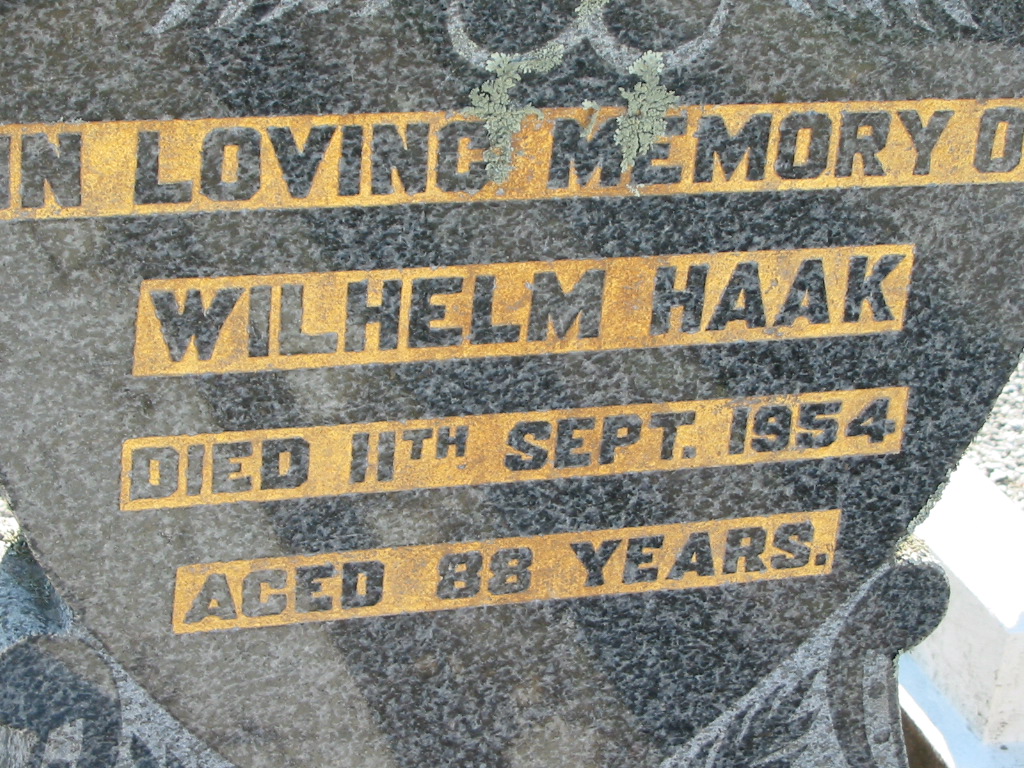 IN LOVING MEMORY O
WILHELM HAAK
DIED 11TH SEPT. 1954.
AGED 88 YEARS.